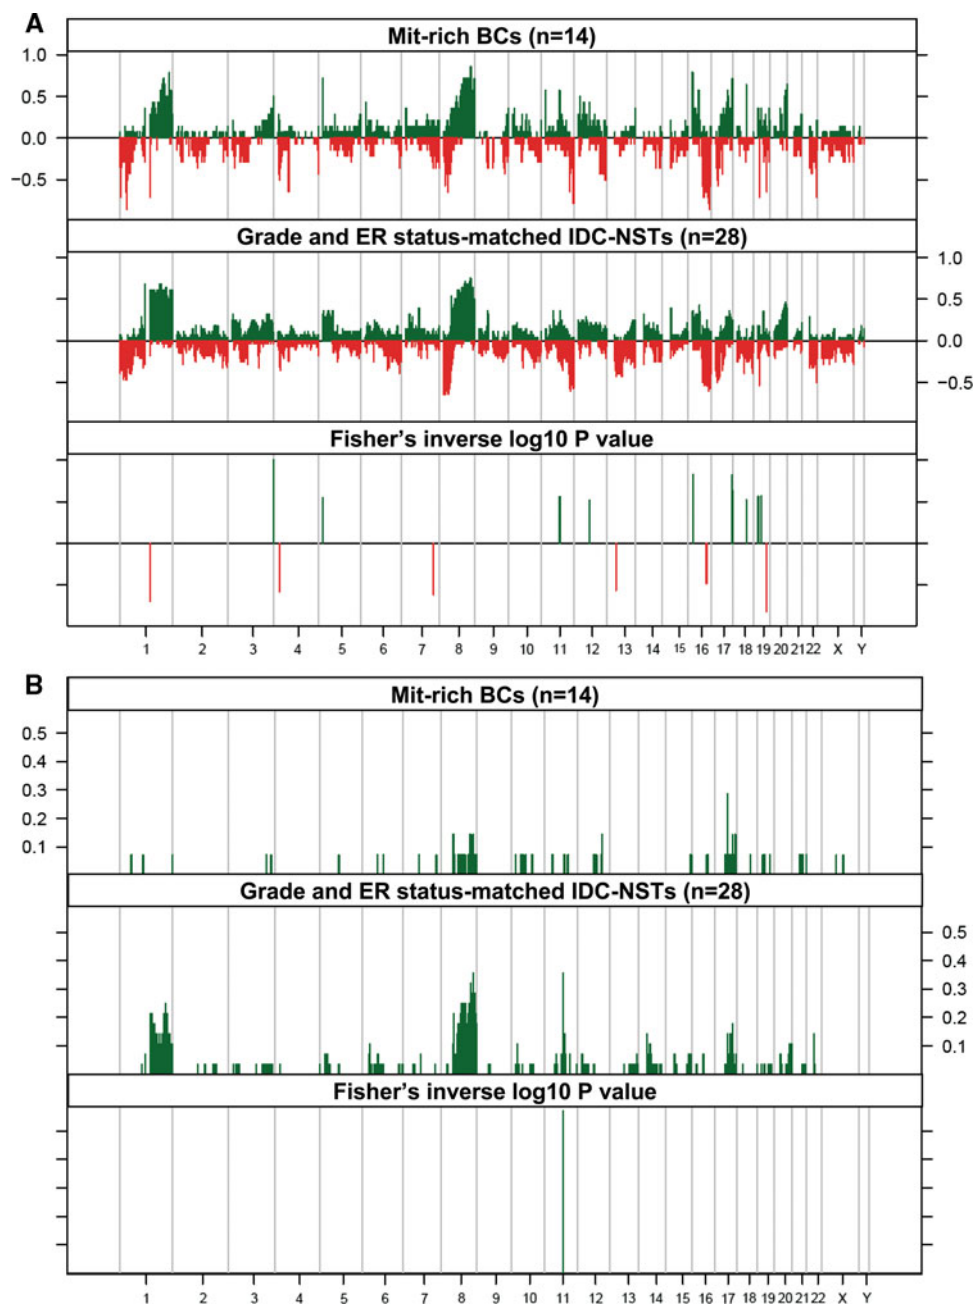 A
Mit-rich BCs (n=14)
1.0
0.5
0.0
−0.5
Grade and ER status-matched IDC-NSTs (n=28)
1.0
0.5
0.0
−0.5
Fisher's inverse log10 P value
1 2 3 4 5 6 7 8 9 10 11 12 13 14 15 16 17 18 19 20 21 22 X Y
B
Mit-rich BCs (n=14)
0.5
0.4
0.3
0.2
0.1
Grade and ER status-matched IDC-NSTs (n=28)
0.5
0.4
0.3
0.2
0.1
Fisher's inverse log10 P value
1 2 3 4 5 6 7 8 9 10 11 12 13 14 15 16 17 18 19 20 21 22 X Y